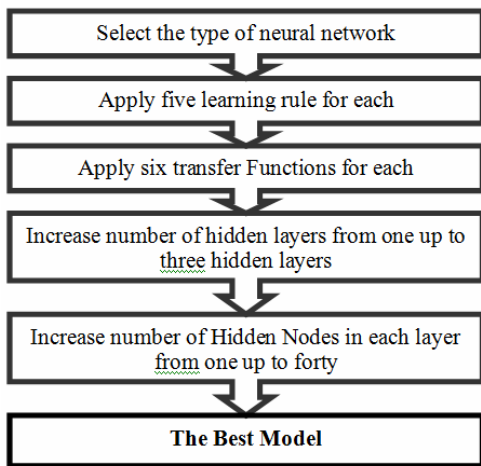 Select the type of neural network
Apply five learning rule for each
Apply six transfer Functions for each
Increase number of hidden layers from one up to
three hidden layers
Increase number of Hidden Nodes in each layer
from one up to forty
The Best Model